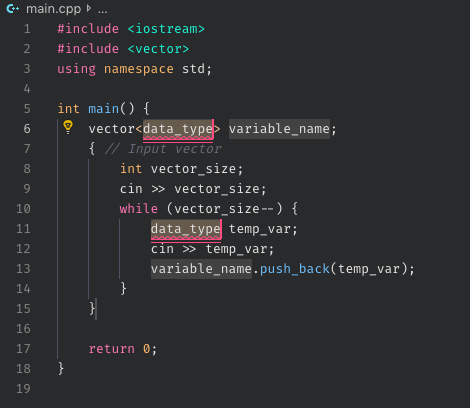 main.cpp > ...
1 #include <iostream>
2 #include <vector>
3 using namespace std;
4
5 int main() {
6 vector<data_type> variable_name;
7 { // Input vector
8 int vector_size;
9 cin >> vector_size;
10 while (vector_size--) {
11 data_type temp_var;
12 cin >> temp_var;
13 variable_name.push_back(temp_var);
14 }
15 }
16
17 return 0;
18 }
19